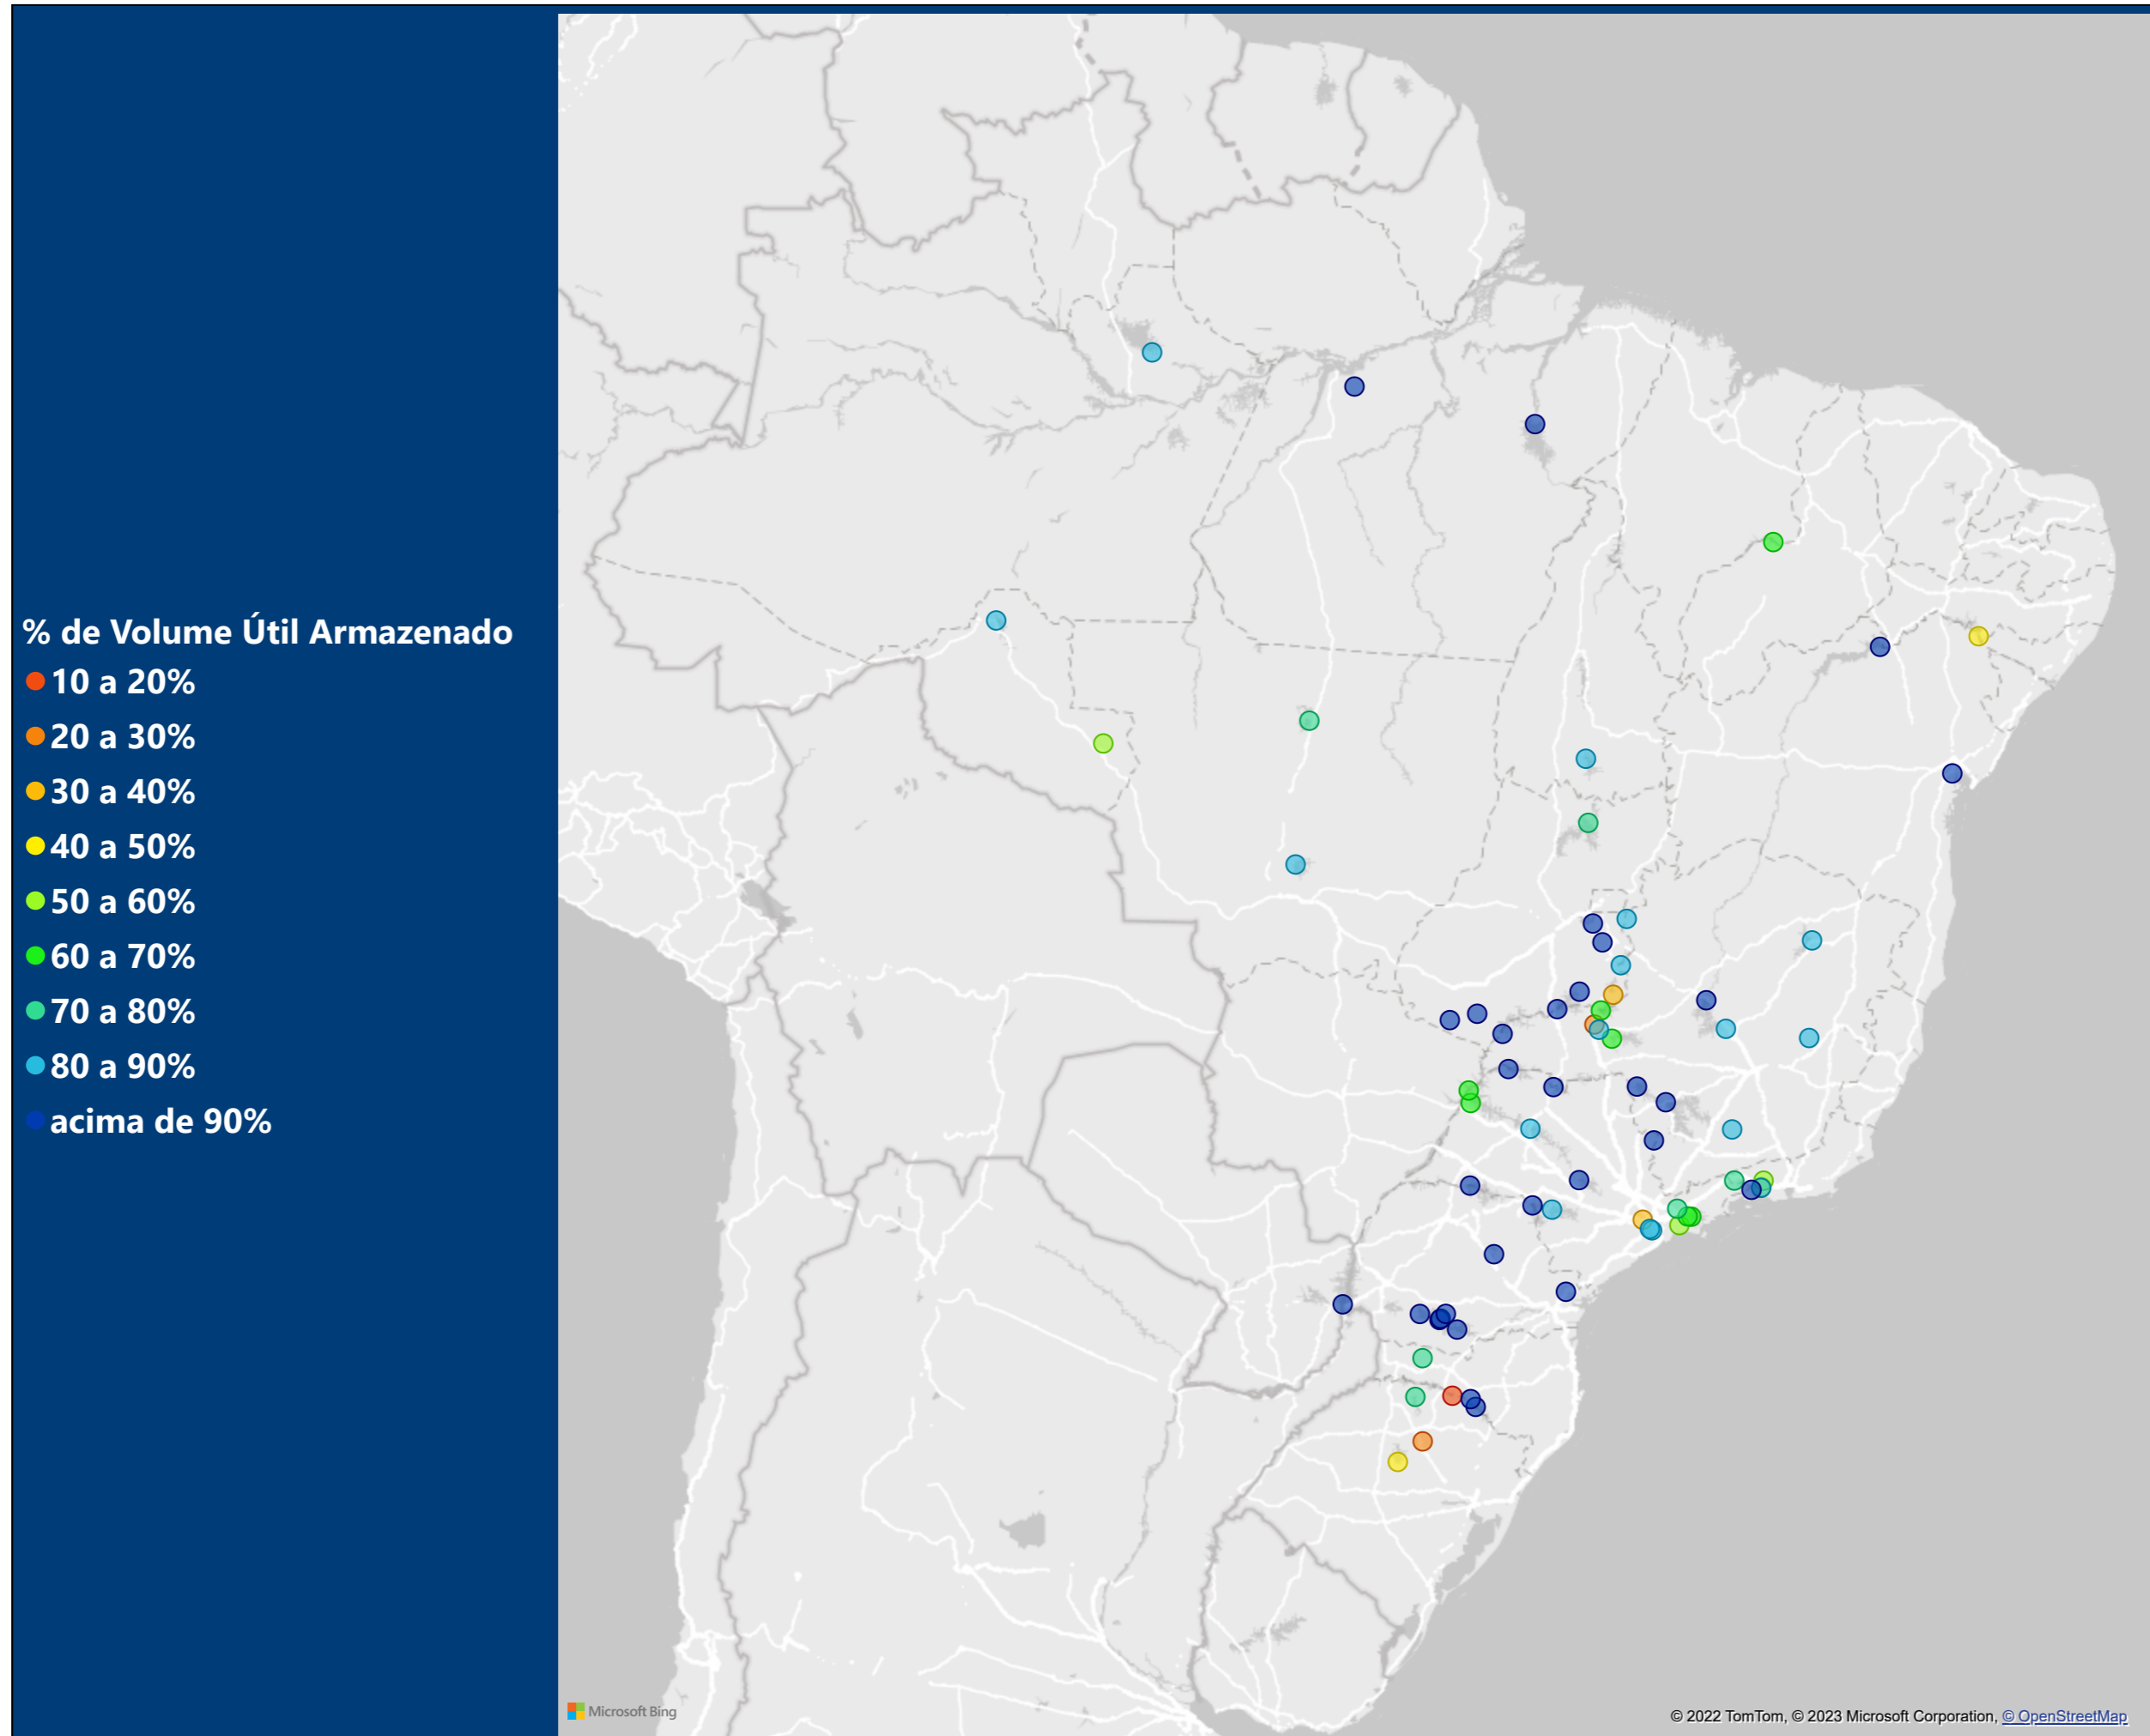 % de Volume Útil Armazenado
10 a 20%
20 a 30%
30 a 40%
40 a 50%
50 a 60%
60 a 70%
70 a 80%
80 a 90%
acima de 90%
Microsoft Bing
© 2022 TomTom, © 2023 Microsoft Corporation, © OpenStreetMap